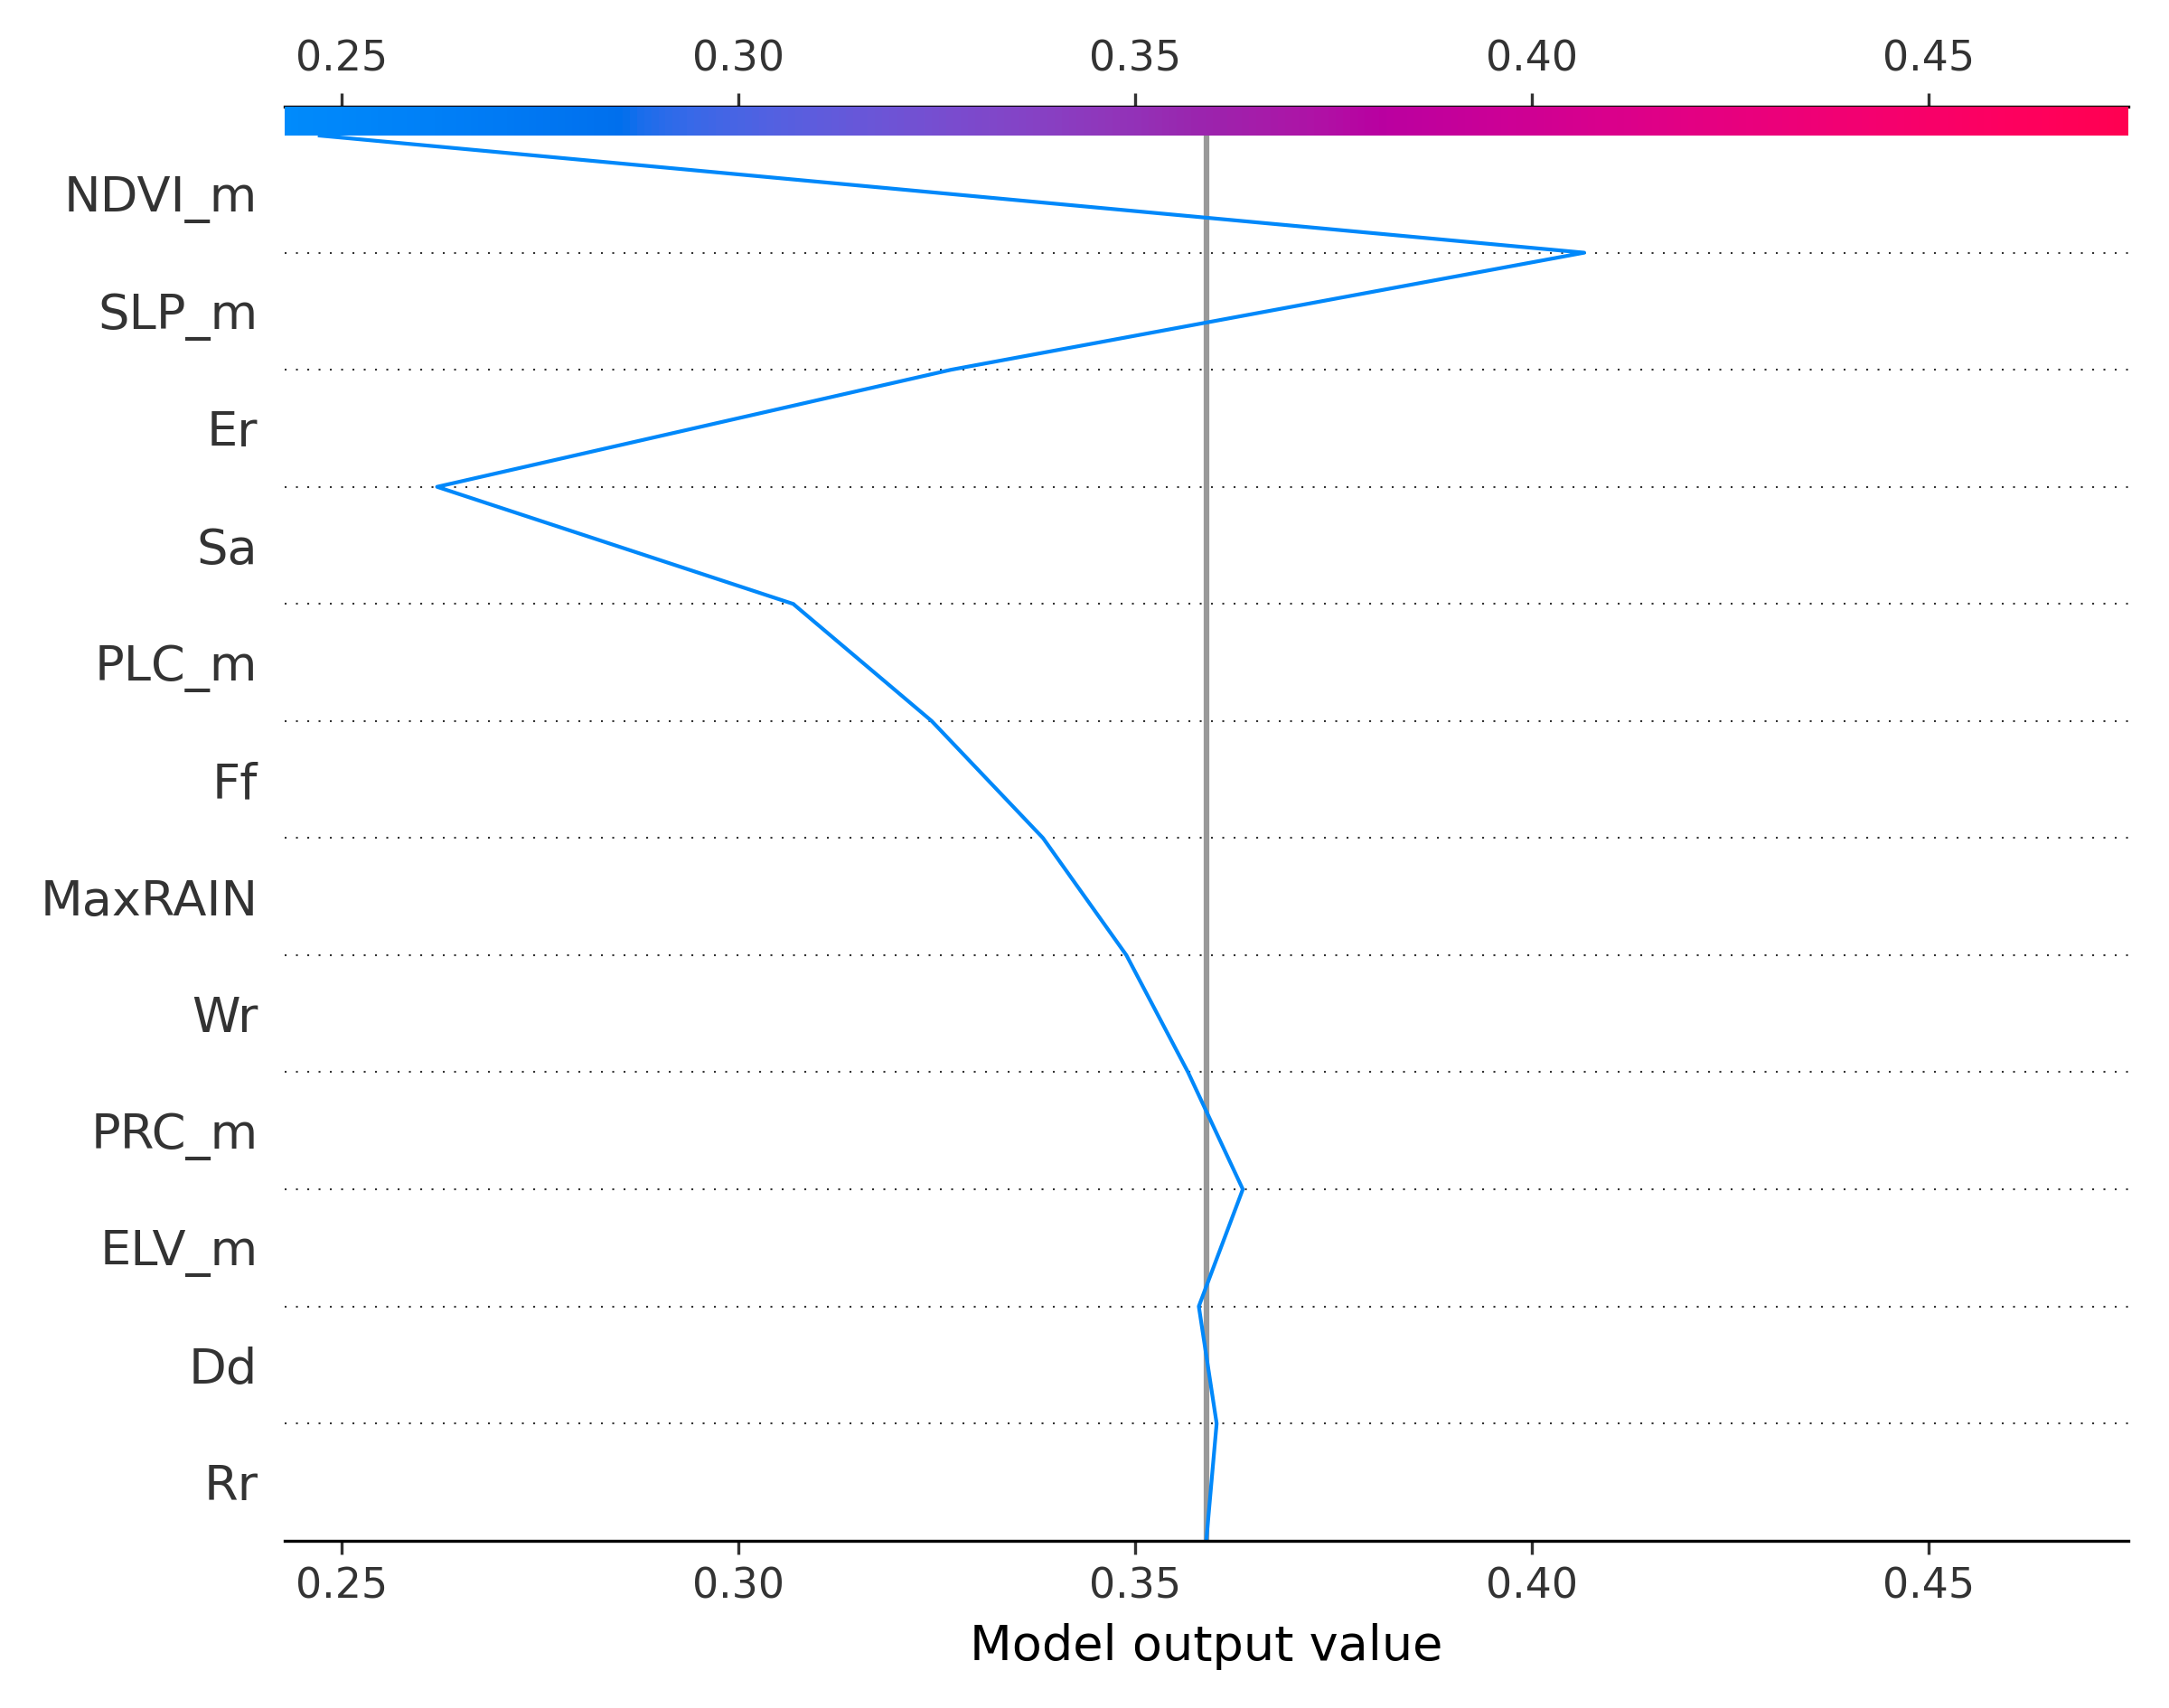 0.25 0.30 0.35 0.40 0.45
NDVI_m
SLP_m
Er
Sa
PLC_m
Ff
MaxRAIN
Wr
PRC_m
ELV_m
Dd
Rr
0.25 0.30 0.35 0.40 0.45
Model output value